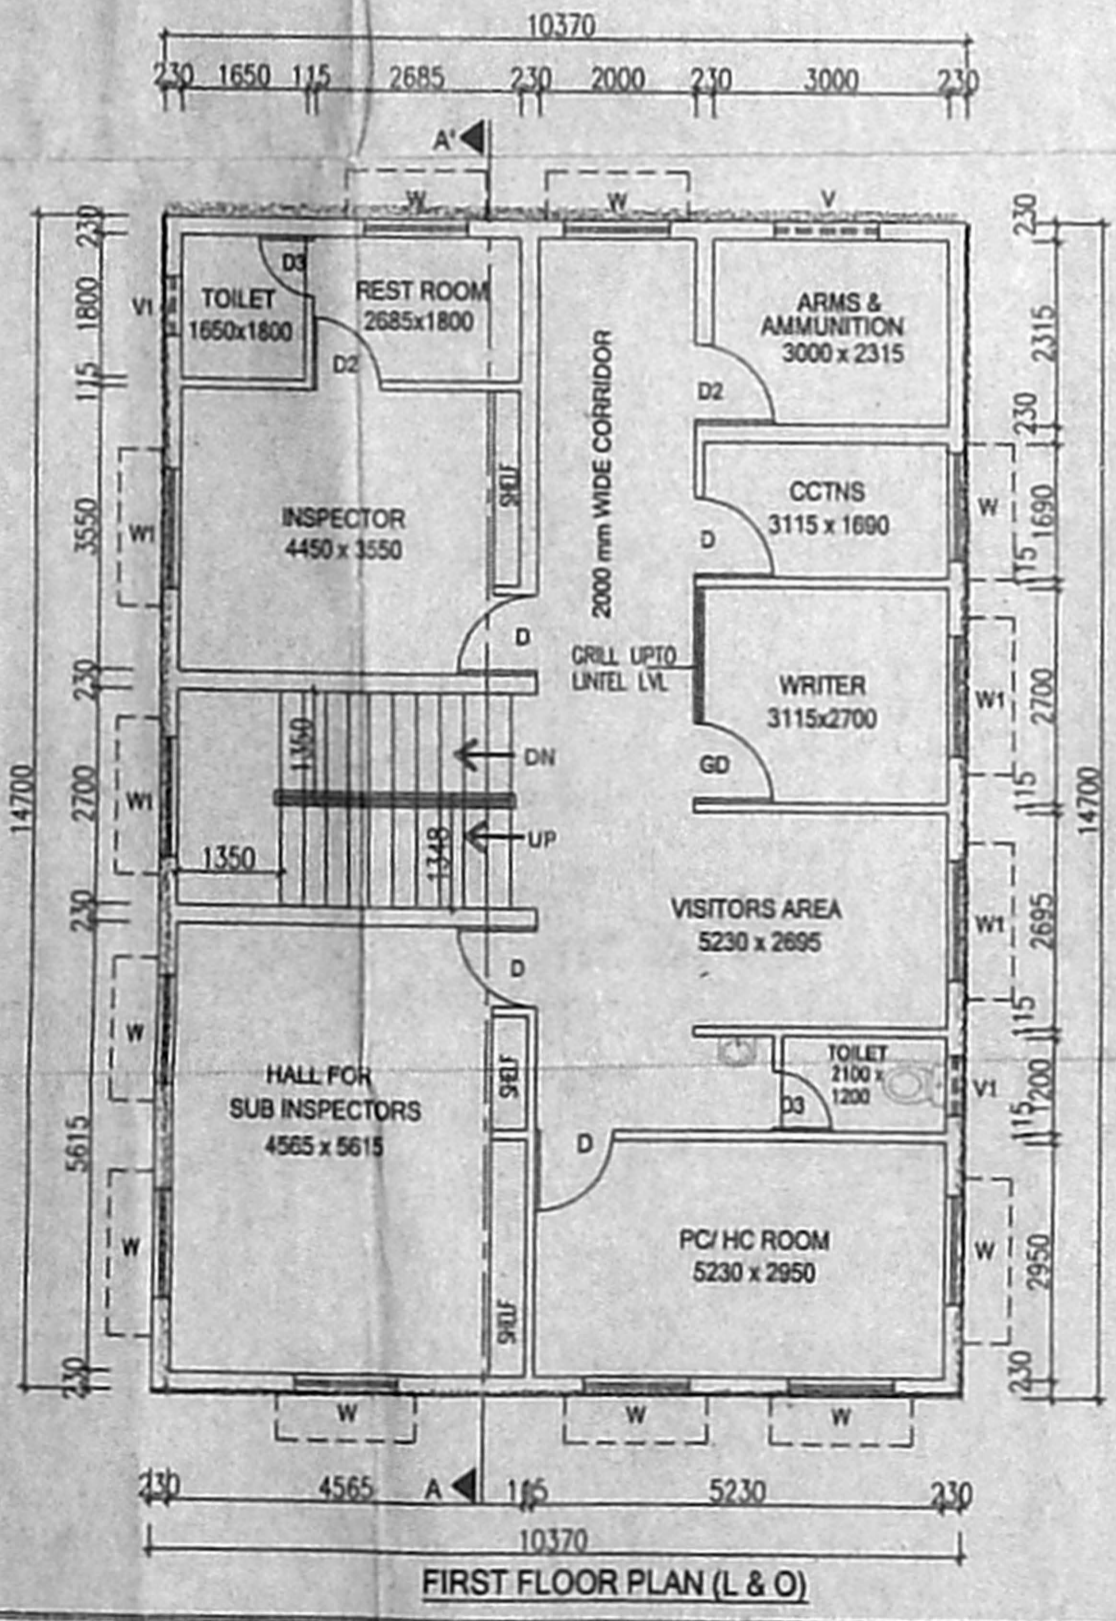 10370
230 1650 115 2685 230 2000 230 3000 230
A'
W W V
230
230
D3
TOILET
1650x1800
REST ROOM
2685x1800
D2
V1
1800
115
ARMS &
AMMUNITION
3000 x 2315
D2
2315
230
2000 mm WIDE CORRIDOR
SHELF
INSPECTOR
4450 x 3550
W1
3550
D
CCTNS
3115 x 1690
D
W
1690
115
GRILL UPTO
LINTEL LVL
WRITER
3115x2700
GD
W1
2700
115
230
1350
DN
UP
1348
1350
W1
2700
14700
14700
230
VISITORS AREA
5230 x 2695
W1
2695
115
D
W
SHELF
HALL FOR
SUB INSPECTORS
4565 x 5615
5615
TOILET
2100 x
1200
D3
V1
1200
115
D
W
SHELF
PC/ HC ROOM
5230 x 2950
W
2950
230
230
W W W
230 4565 A 115 5230 230
10370
FIRST FLOOR PLAN (L & O)